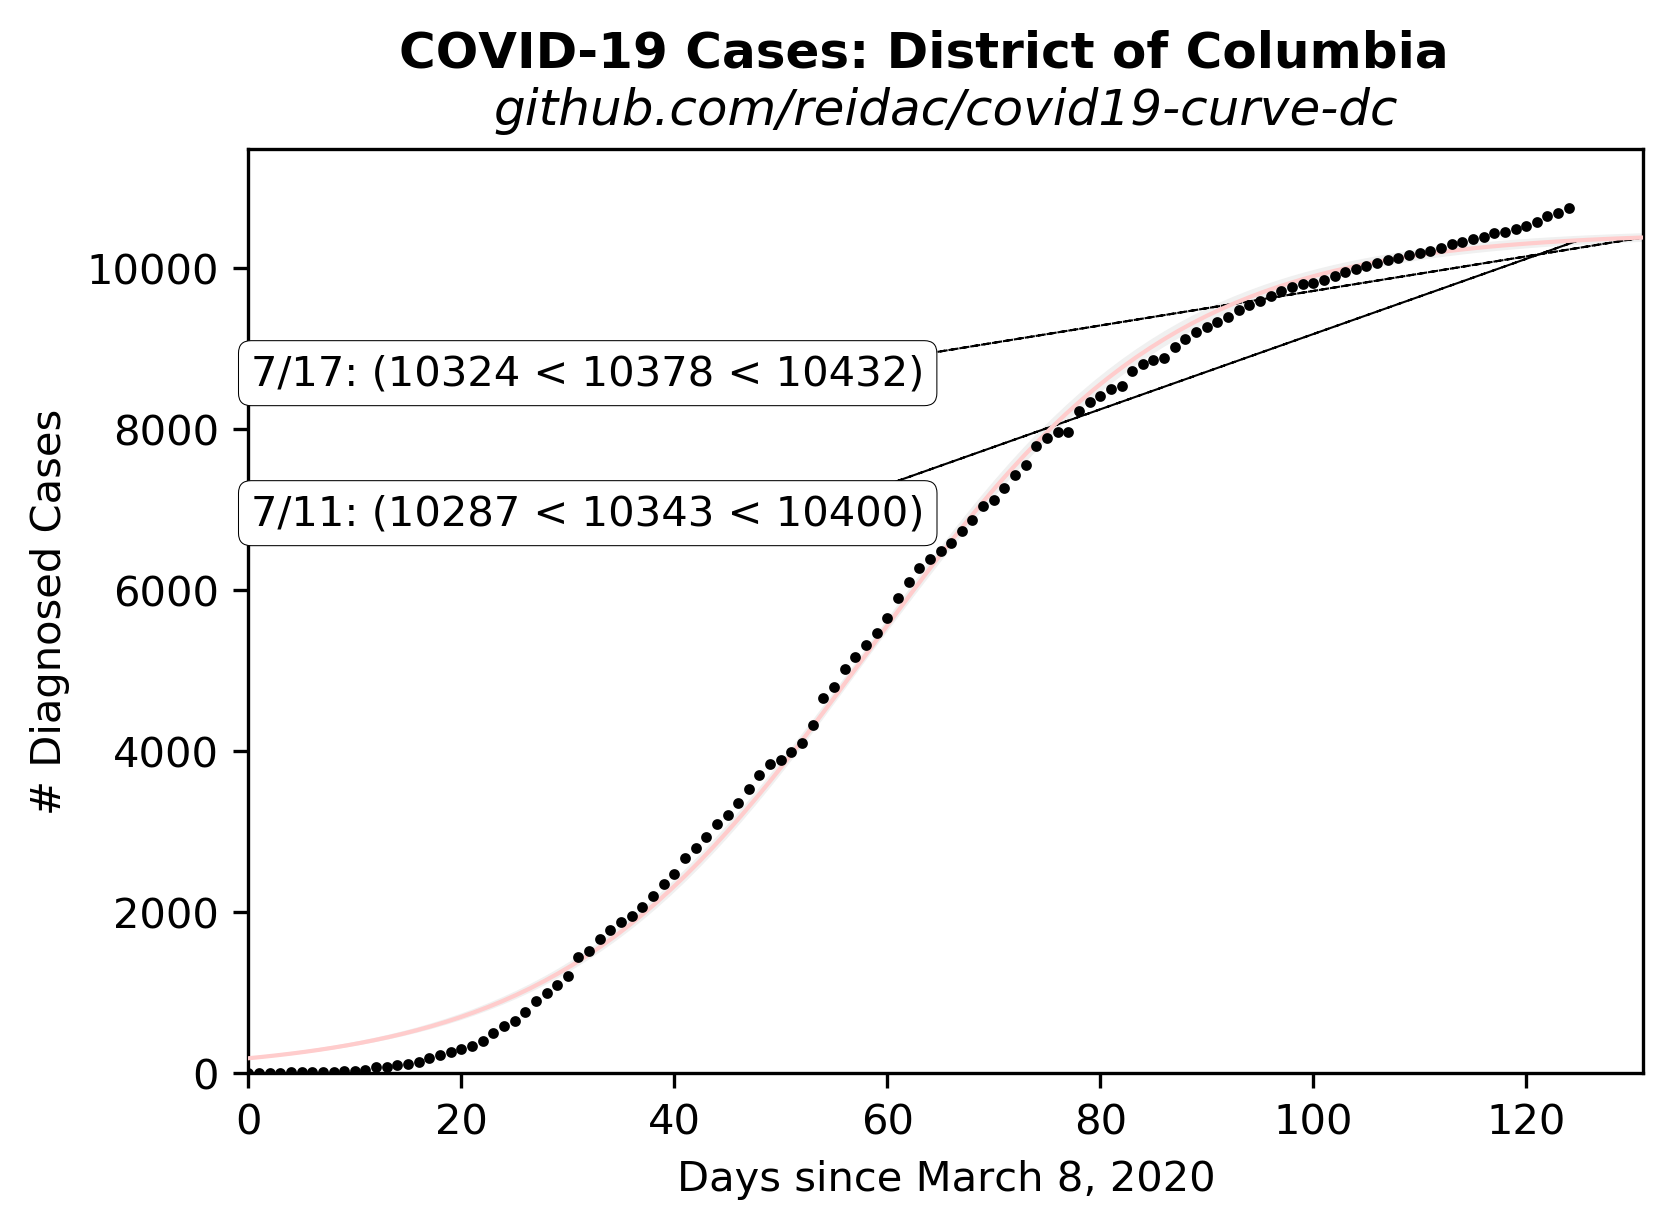 COVID-19 Cases: District of Columbia
github.com/reidac/covid19-curve-dc
# Diagnosed Cases
10000
8000
6000
4000
2000
0
7/17: (10324 < 10378 < 10432)
7/11: (10287 < 10343 < 10400)
0 20 40 60 80 100 120
Days since March 8, 2020